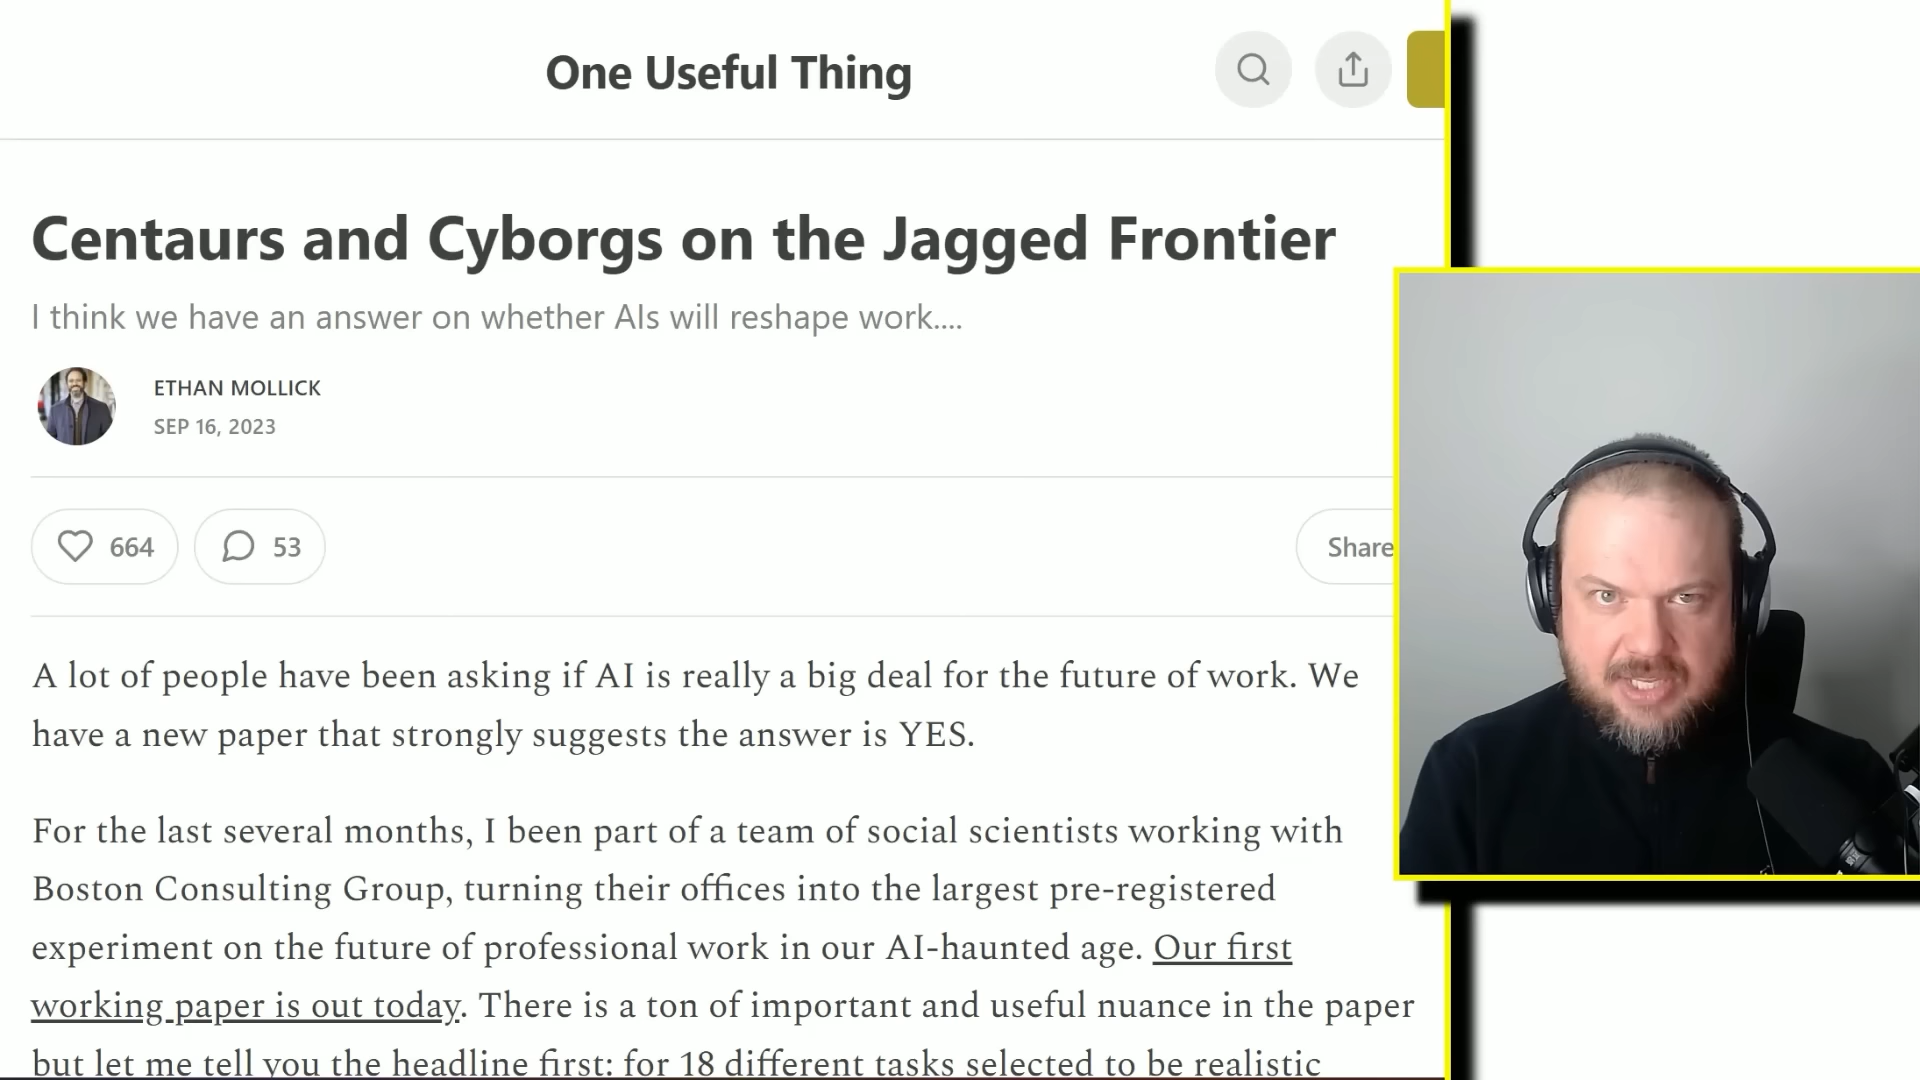 One Useful Thing
Centaurs and Cyborgs on the Jagged Frontier
I think we have an answer on whether AIs will reshape work....
ETHAN MOLLICK
SEP 16, 2023
664
53
Share
A lot of people have been asking if AI is really a big deal for the future of work. We
have a new paper that strongly suggests the answer is YES.
For the last several months, I been part of a team of social scientists working with
Boston Consulting Group, turning their offices into the largest pre-registered
experiment on the future of professional work in our AI-haunted age. Our first
working paper is out today. There is a ton of important and useful nuance in the paper
but let me tell you the headline first: for 18 different tasks selected to be realistic